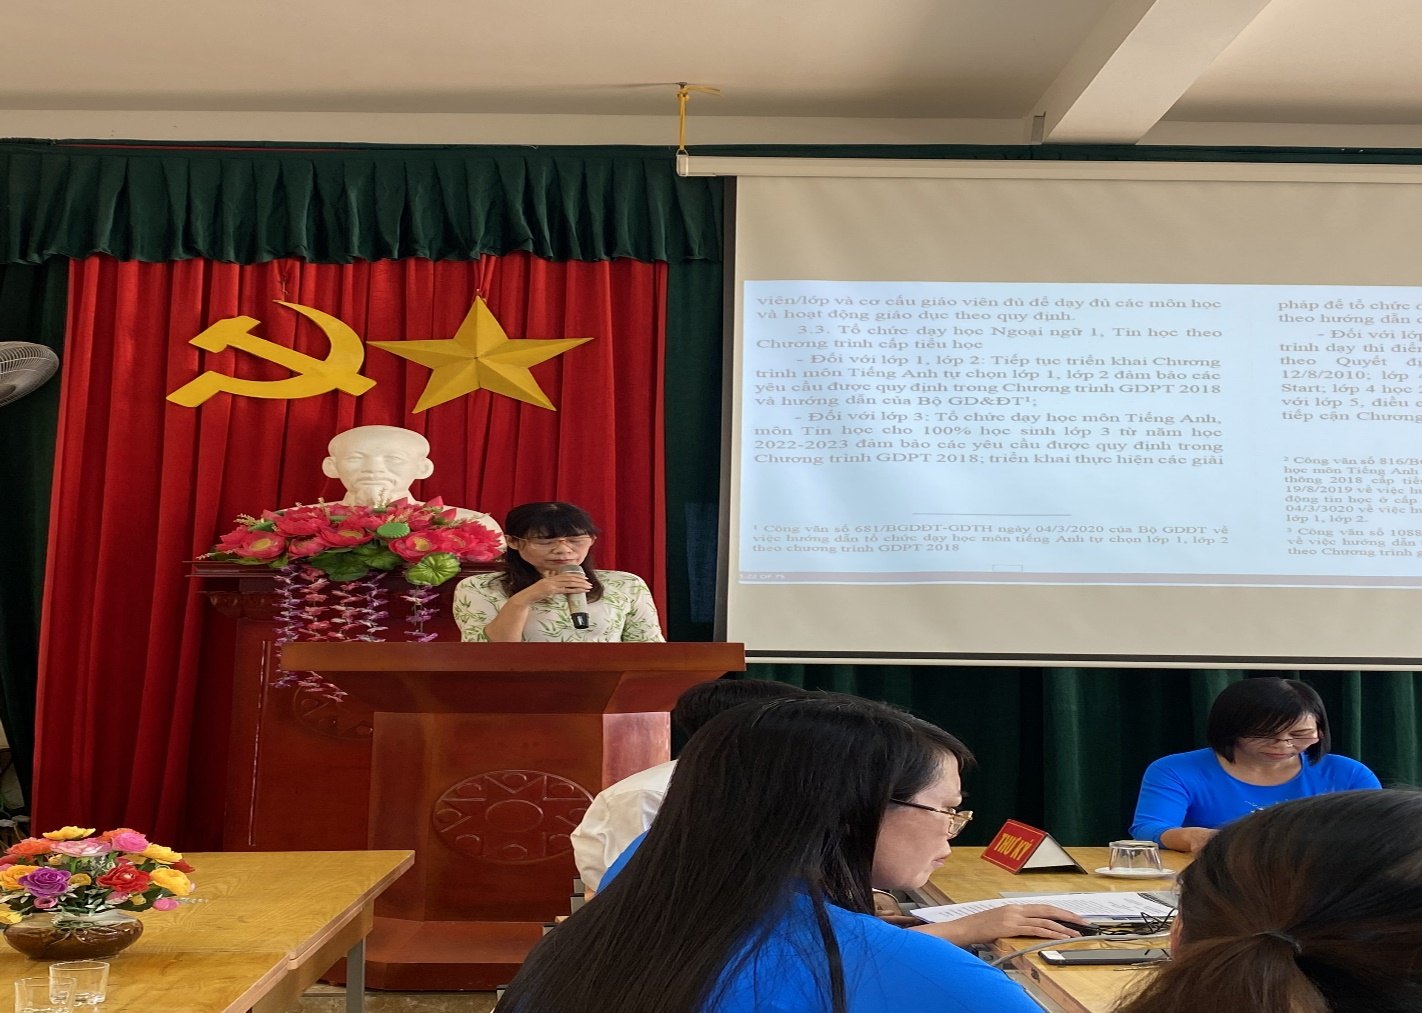 viên/lớp và cơ cấu giáo viên đủ để dạy đủ các môn học
và hoạt động giáo dục theo quy định.
3.3. Tổ chức dạy học Ngoại ngữ 1, Tin học theo
Chương trình cấp tiểu học
- Đối với lớp 1, lớp 2: Tiếp tục triển khai Chương
trình môn Tiếng Anh tự chọn lớp 1, lớp 2 đảm bảo các
yêu cầu được quy định trong Chương trình GDPT 2018
và hướng dẫn của Bộ GD&ĐT¹;
- Đối với lớp 3: Tổ chức dạy học môn Tiếng Anh,
môn Tin học cho 100% học sinh lớp 3 từ năm học
2022-2023 đảm bảo các yêu cầu được quy định trong
Chương trình GDPT 2018; triển khai thực hiện các giải
¹ Công văn số 681/BGDĐT-GDTH ngày 04/3/2020 của Bộ GDĐT về
việc hướng dẫn tổ chức dạy học môn tiếng Anh tự chọn lớp 1, lớp 2
theo chương trình GDPT 2018
pháp để tổ chức
theo hướng dẫn
- Đối với lớp
trình dạy thì điểm
theo Quyết
12/8/2010; lớp
Start; lớp 4 học
với lớp 5, điều
tiếp cận Chương
² Công văn số 816/
học môn Tiếng Anh
thông 2018 cấp
19/8/2019 về việc
động tin học ở cấp
04/3/3020 về việc
lớp 1, lớp 2.
³ Công văn số 1088
về việc hướng dẫn
theo Chương trình
THƯ KÝ